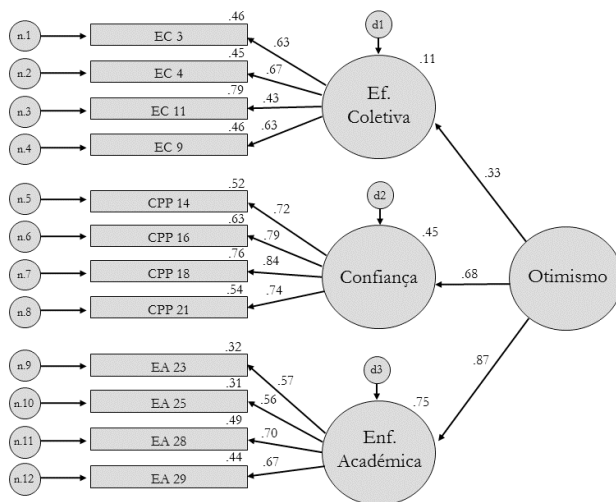 .46
n.1 EC 3 .63 d1
.45 .11
n.2 EC 4 .67 Ef.
.79
n.3 EC 11 .43 Coletiva
.46
n.4 EC 9 .63
.33
.52
n.5 CPP 14 .72 d2
.63 .45
n.6 CPP 16 .79
.76
n.7 CPP 18 .84 Confiança .68 Otimismo
.54
n.8 CPP 21 .74
.87
.32
n.9 EA 23 .57 d3
.31 .75
n.10 EA 25 .56
.49 Enf.
n.11 EA 28 .70 Académica
.44
n.12 EA 29 .67